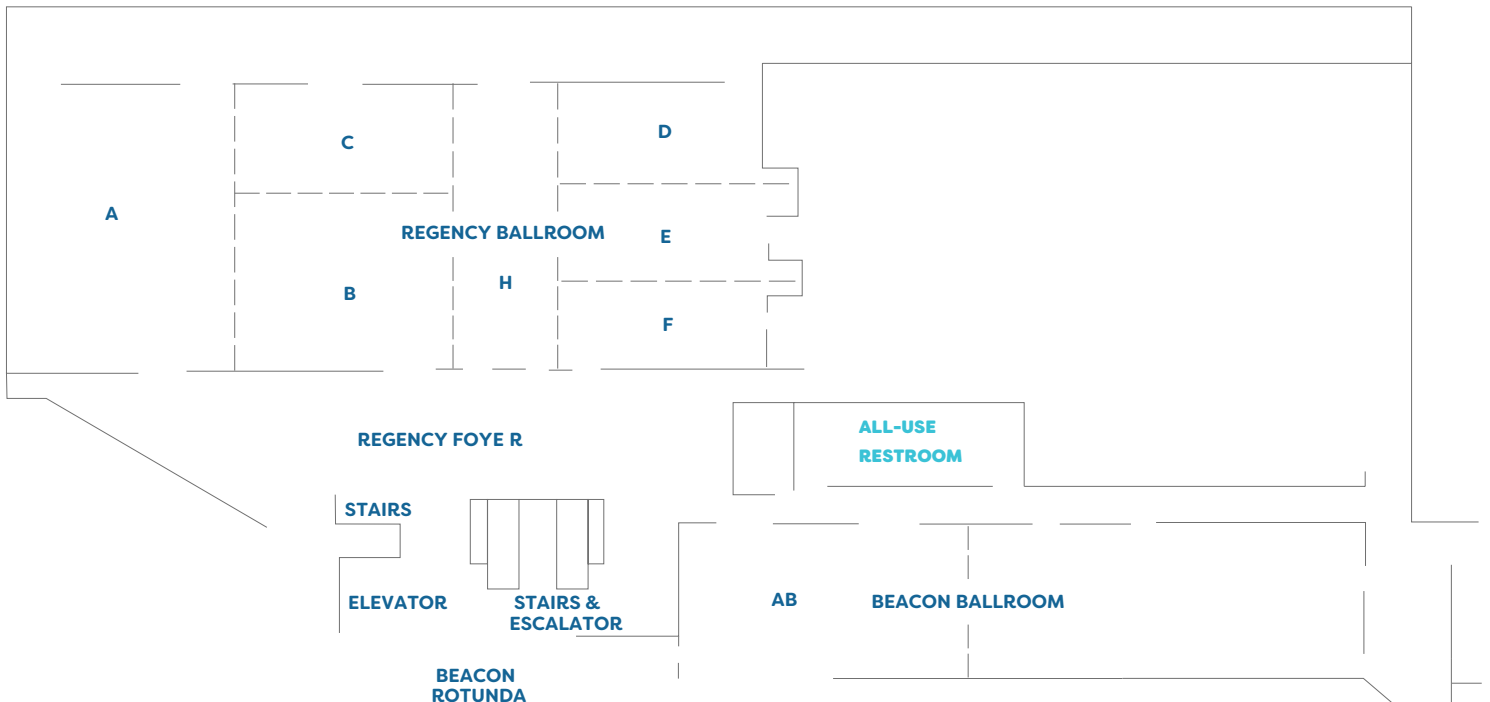 C
D
A
REGENCY BALLROOM
E
H
B
F
REGENCY FOYE R
ALL-USE
RESTROOM
STAIRS
ELEVATOR
STAIRS &
ESCALATOR
AB
BEACON BALLROOM
BEACON
ROTUNDA